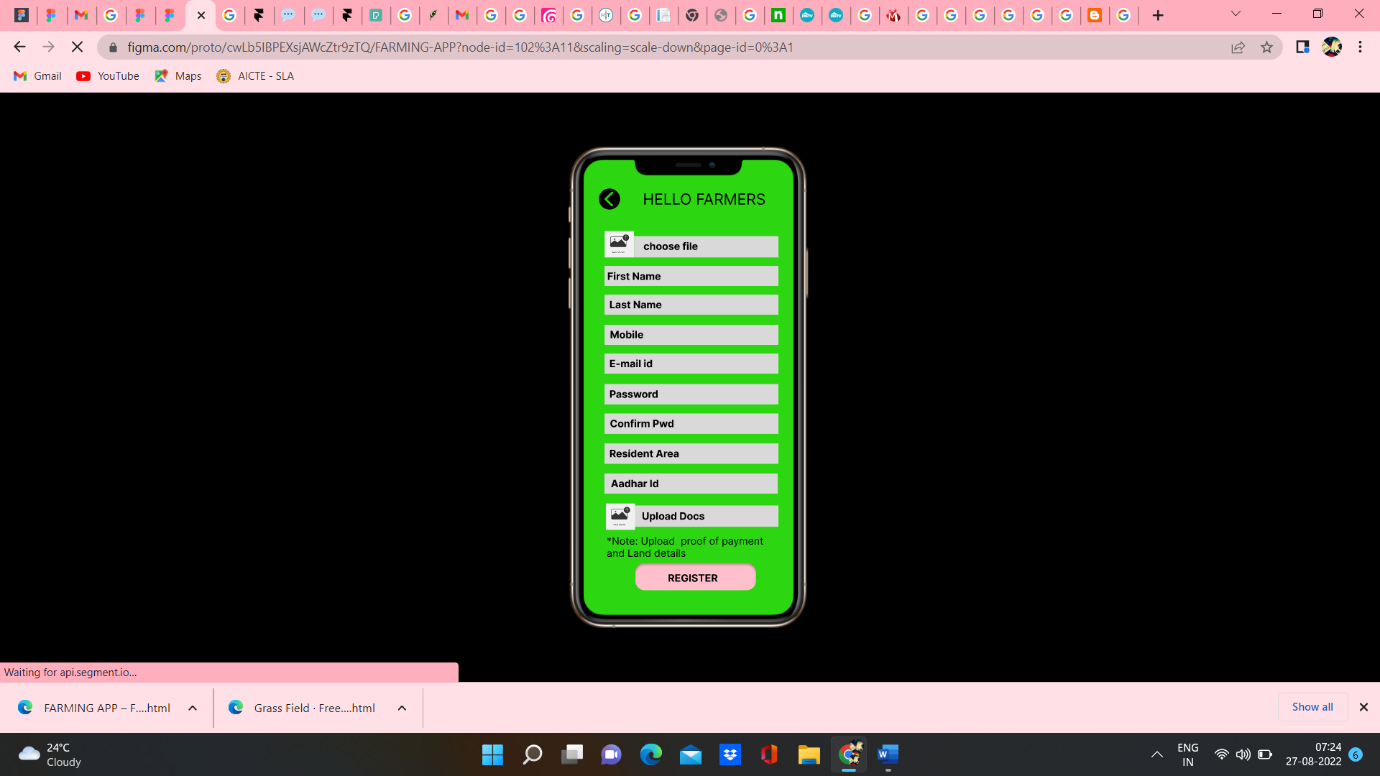 figma.com/proto/cwLb5IBPEXsjAWcZtr9zTQ/FARMING-APP?node-id=102%3A11&scaling=scale-down&page-id=0%3A1
Gmail YouTube Maps AICTE - SLA
HELLO FARMERS
choose file
First Name
Last Name
Mobile
E-mail id
Password
Confirm Pwd
Resident Area
Aadhar Id
Upload Docs
*Note: Upload proof of payment
and Land details
REGISTER
Waiting for api.segment.io...
FARMING APP – F....html Grass Field · Free....html Show all
24°C
Cloudy
ENG
IN
07:24
27-08-2022
6